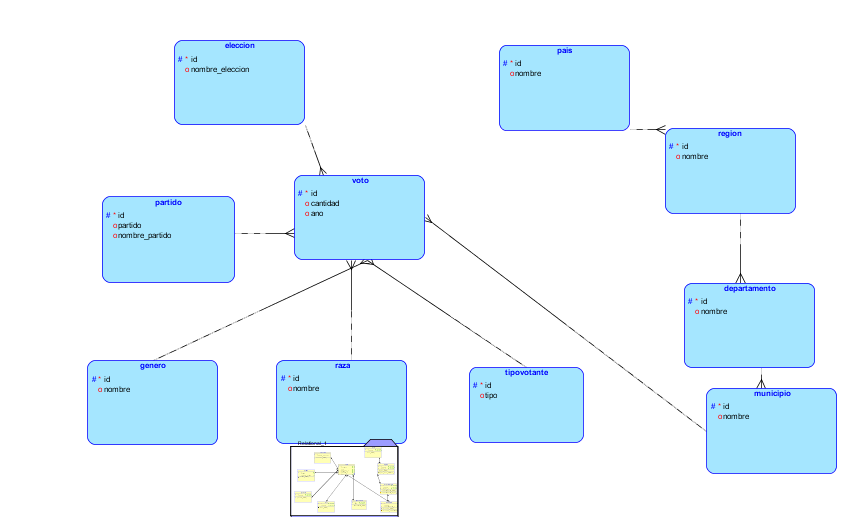 eleccion
# * id
o nombre_eleccion
pais
# * id
o nombre
region
# * id
o nombre
voto
# * id
o cantidad
o ano
partido
# * id
o partido
o nombre_partido
departamento
# * id
o nombre
genero
# * id
o nombre
raza
# * id
o nombre
tipovotante
# * id
o tipo
municipio
# * id
o nombre
Relational_1